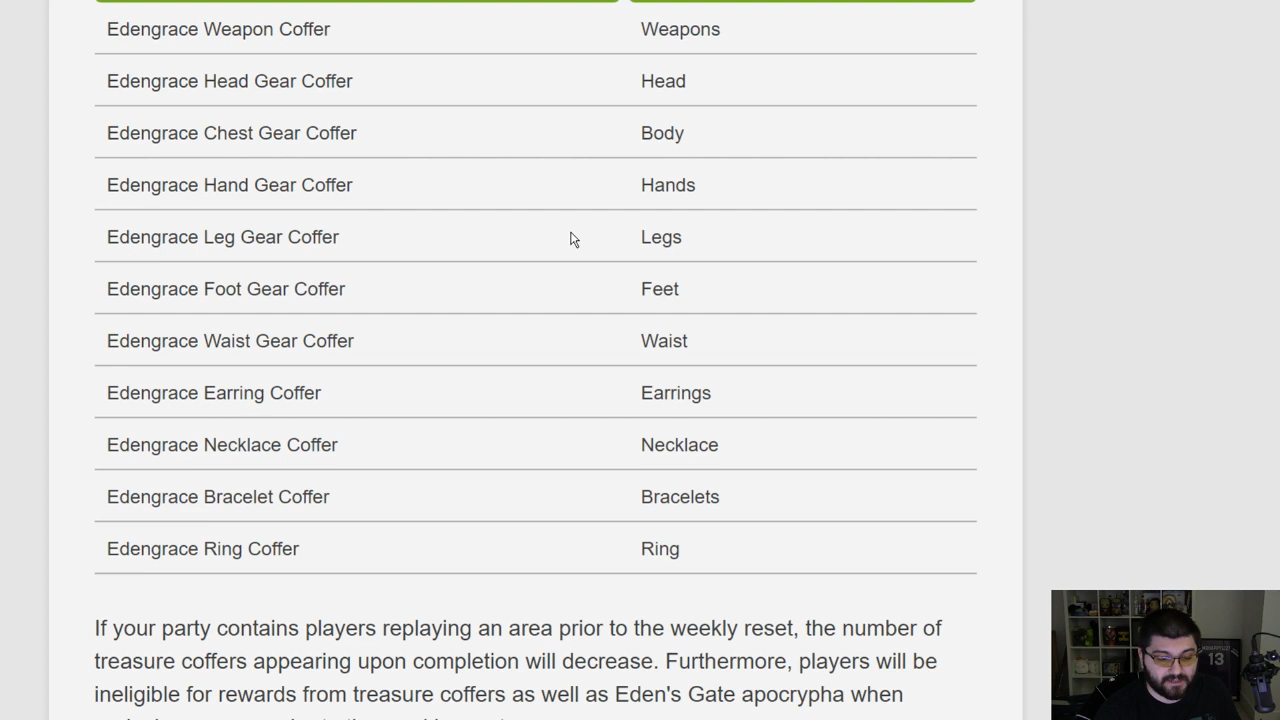 Edengrace Weapon Coffer Weapons
Edengrace Head Gear Coffer Head
Edengrace Chest Gear Coffer Body
Edengrace Hand Gear Coffer Hands
Edengrace Leg Gear Coffer Legs
Edengrace Foot Gear Coffer Feet
Edengrace Waist Gear Coffer Waist
Edengrace Earring Coffer Earrings
Edengrace Necklace Coffer Necklace
Edengrace Bracelet Coffer Bracelets
Edengrace Ring Coffer Ring
If your party contains players replaying an area prior to the weekly reset, the number of
treasure coffers appearing upon completion will decrease. Furthermore, players will be
ineligible for rewards from treasure coffers as well as Eden's Gate apocrypha when
13